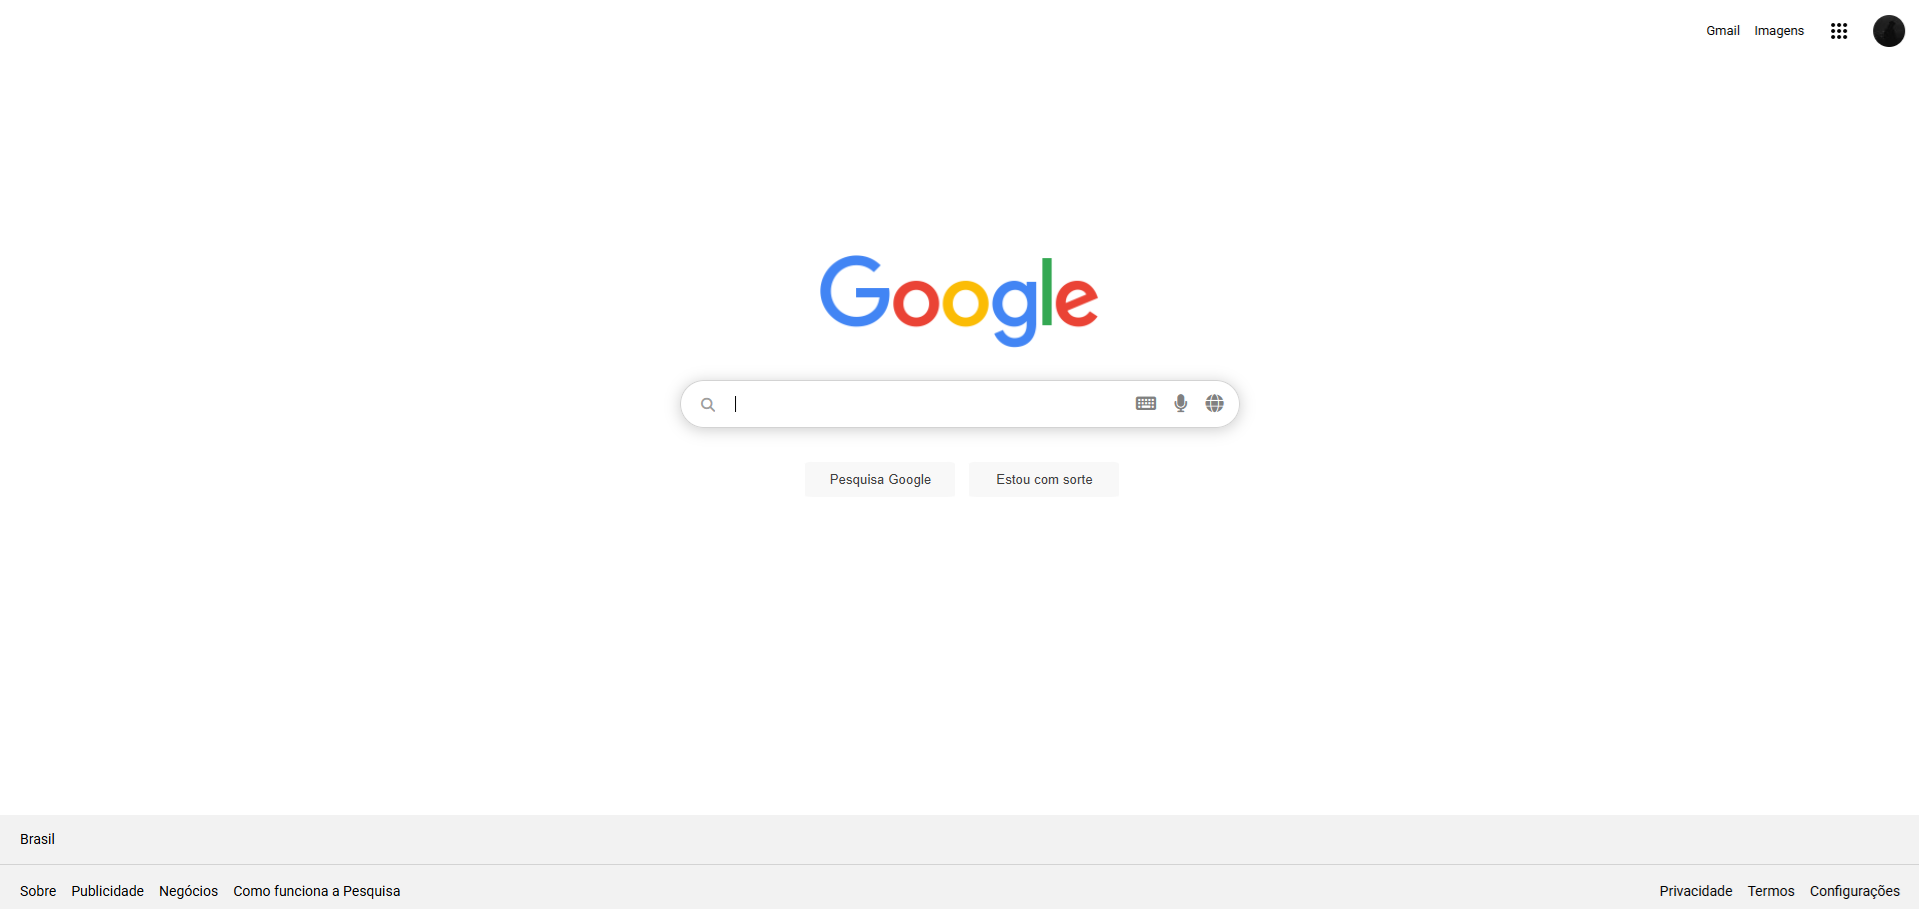 Gmail Imagens
Google
Pesquisa Google Estou com sorte
Brasil
Sobre Publicidade Negócios Como funciona a Pesquisa Privacidade Termos Configurações